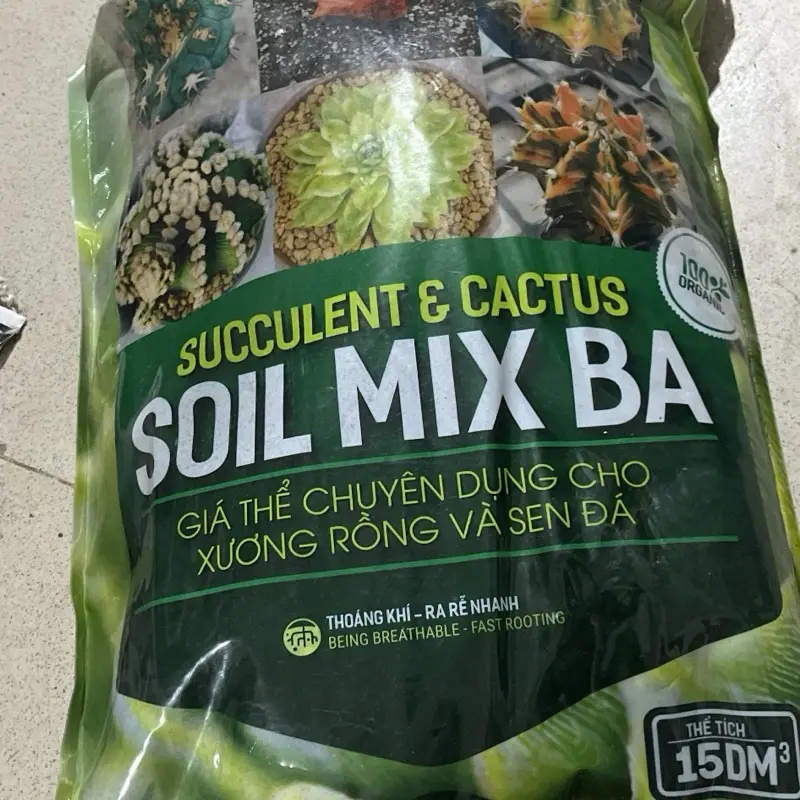 SUCCULENT & CACTUS
100%
ORGANIC
SOIL MIX BA
GIÁ THỂ CHUYÊN DỤNG CHO
XƯƠNG RỒNG VÀ SEN ĐÁ
THOÁNG KHÍ – RA RỄ NHANH
BEING BREATHABLE - FAST ROOTING
THỂ TÍCH
15DM³